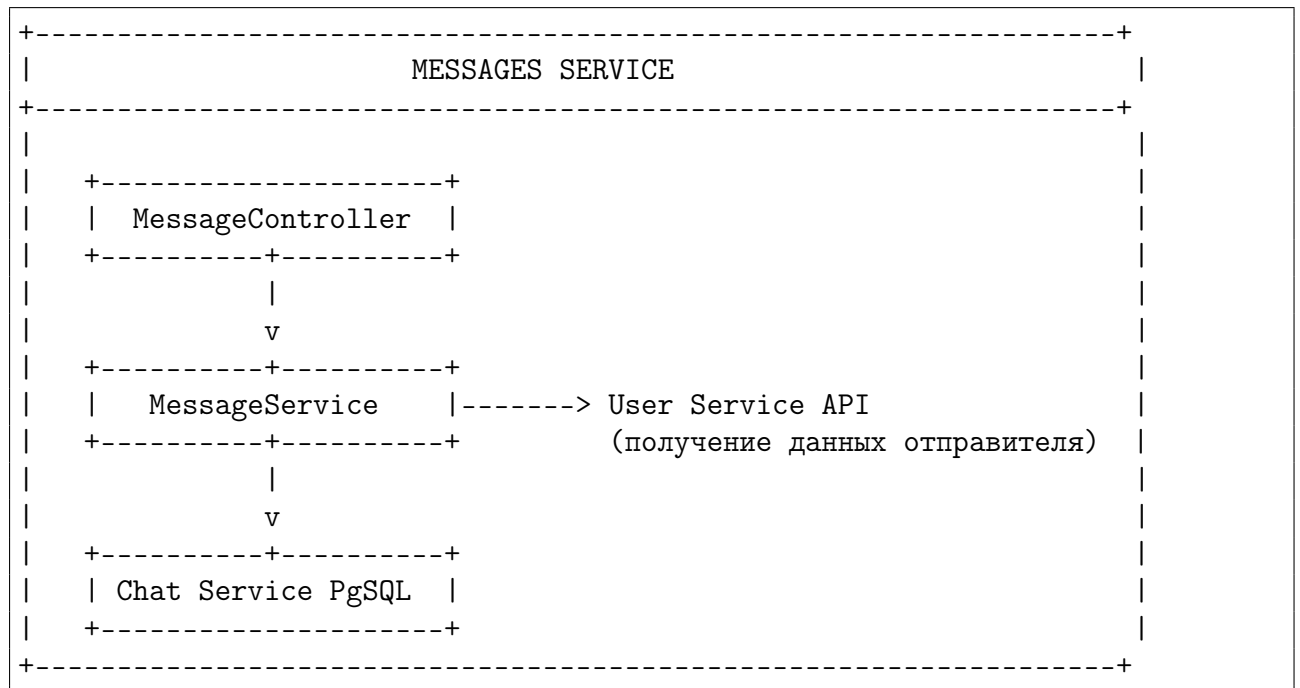 MESSAGES SERVICE
MessageController
v
MessageService -------> User Service API
(получение данных отправителя)
v
Chat Service PgSQL